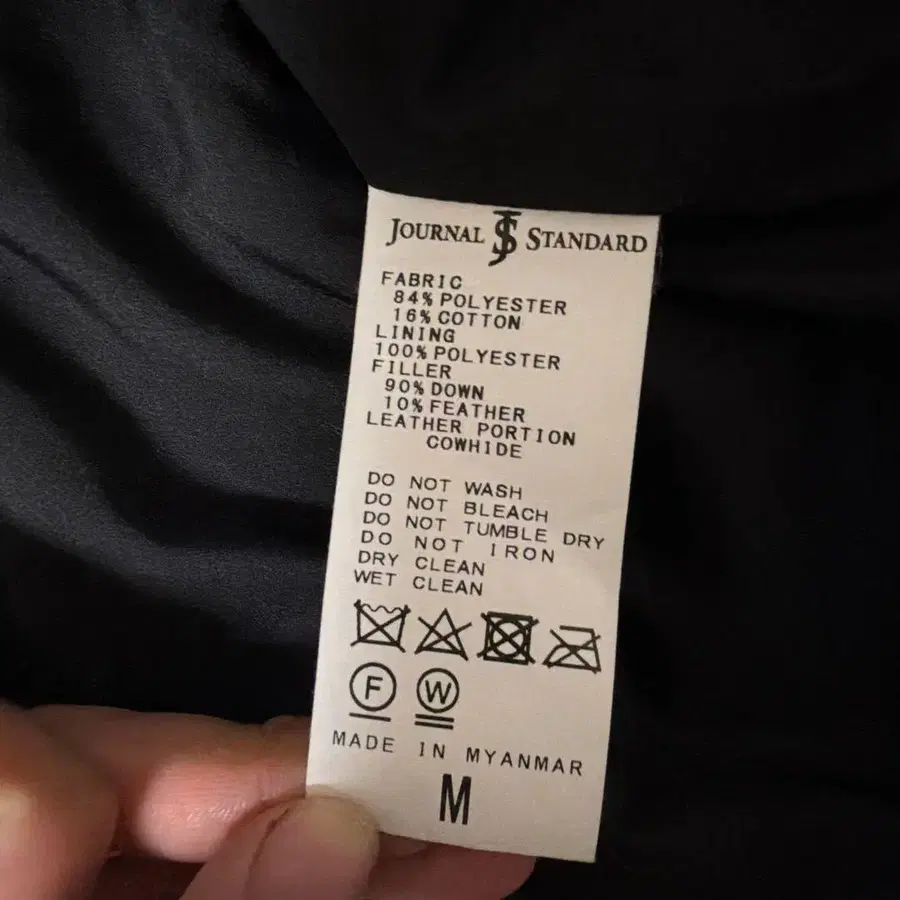 JOURNAL JS STANDARD
FABRIC
84% POLYESTER
16% COTTON
LINING
100% POLYESTER
FILLER
90% DOWN
10% FEATHER
LEATHER PORTION
COWHIDE
DO NOT WASH
DO NOT BLEACH
DO NOT TUMBLE DRY
DO NOT IRON
DRY CLEAN
WET CLEAN
F W
MADE IN MYANMAR
M